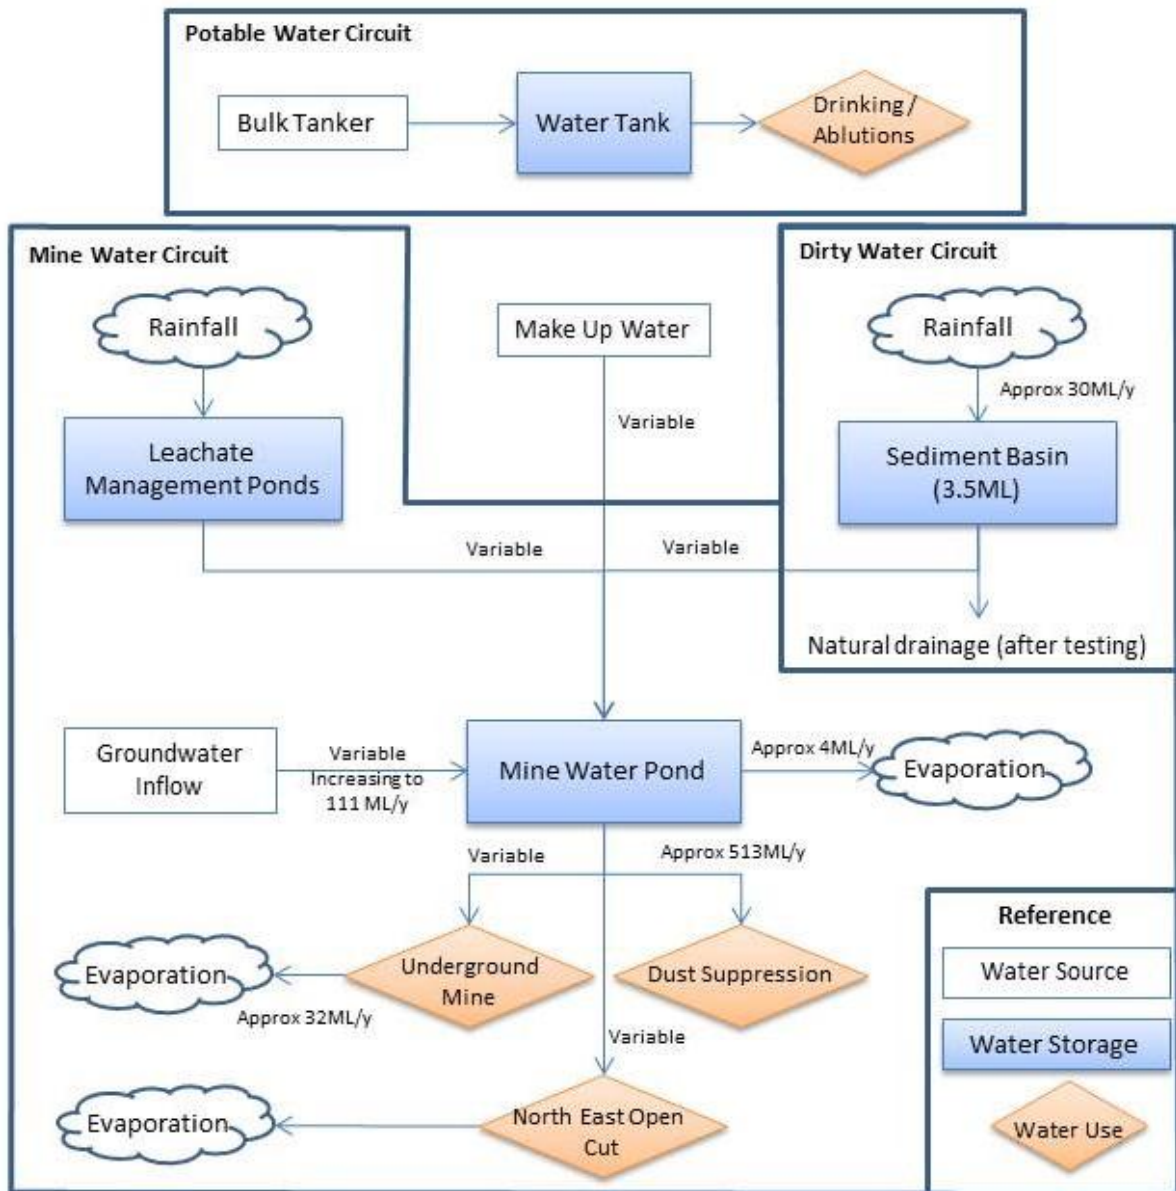 Potable Water Circuit
Bulk Tanker
Water Tank
Drinking /
Ablutions
Mine Water Circuit
Rainfall
Leachate
Management Ponds
Make Up Water
Variable
Dirty Water Circuit
Rainfall
Approx 30ML/y
Sediment Basin
(3.5ML)
Variable
Variable
Natural drainage (after testing)
Groundwater
Inflow
Variable
Increasing to
111 ML/y
Mine Water Pond
Approx 4ML/y
Evaporation
Variable
Approx 513ML/y
Evaporation
Approx 32ML/y
Underground
Mine
Dust Suppression
Variable
Evaporation
North East Open
Cut
Reference
Water Source
Water Storage
Water Use